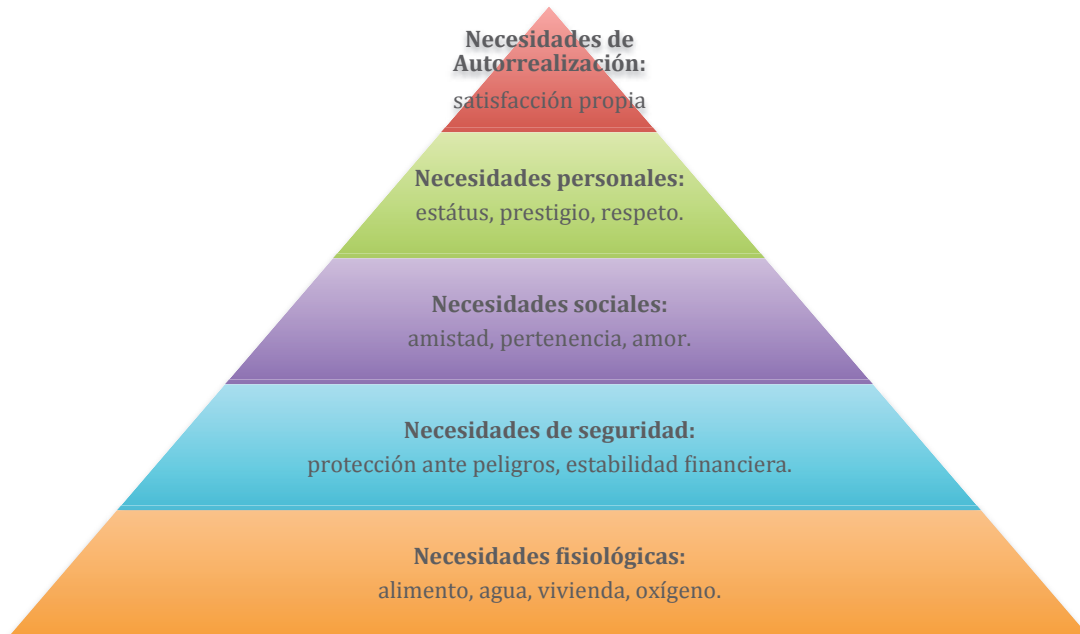 Necesidades de
Autorrealización:
satisfacción propia
Necesidades personales:
estátus, prestigio, respeto.
Necesidades sociales:
amistad, pertenencia, amor.
Necesidades de seguridad:
protección ante peligros, estabilidad financiera.
Necesidades fisiológicas:
alimento, agua, vivienda, oxígeno.